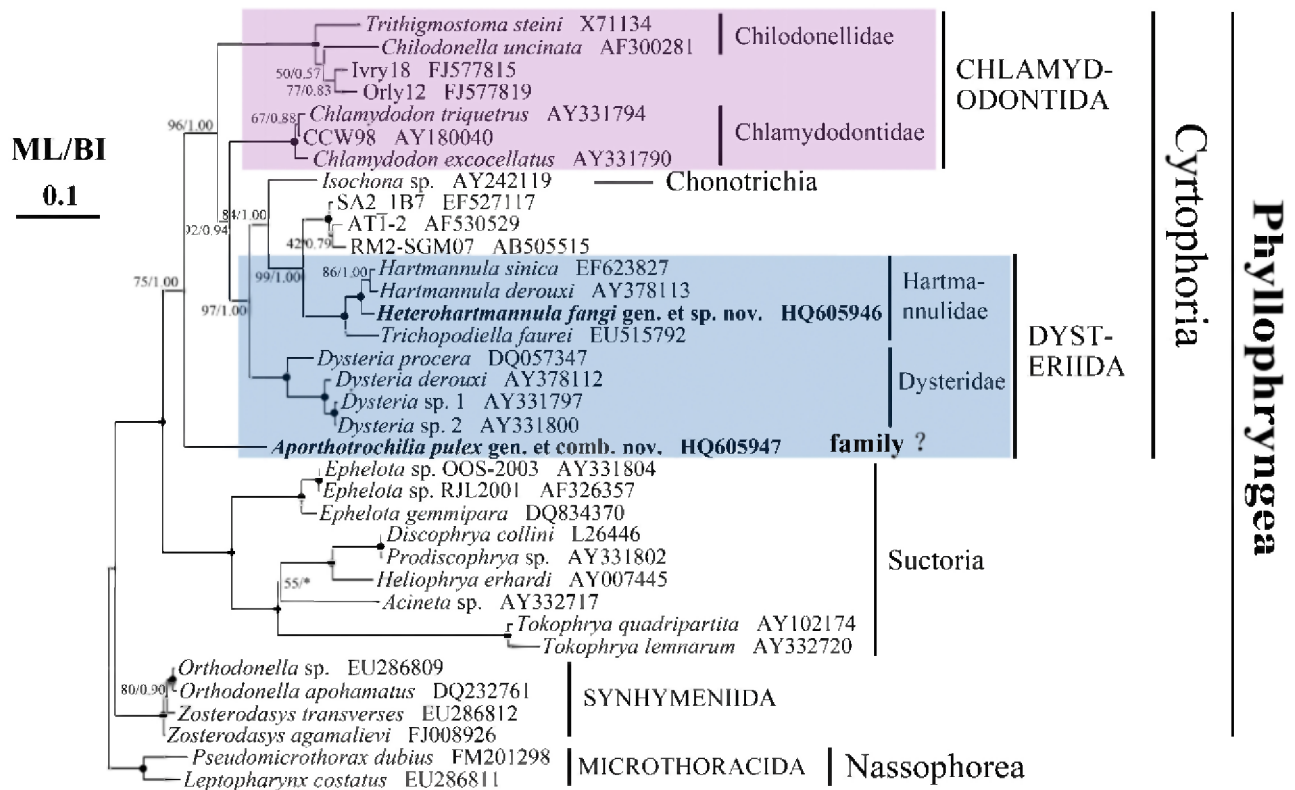 Trithigmostoma steini X71134
Chilodonella uncinata AF300281
Chilodonellidae
50/0.57
Ivry18 FJ577815
77/0.83
Orly12 FJ577819
CHLAMYD-
ODONTIDA
67/0.88
Chlamydodon triquetrus AY331794
96/1.00
CCW98 AY180040
Chlamydodontidae
Chlamydodon excocellatus AY331790
ML/BI
0.1
Isochona sp. AY242119
Chonotrichia
SA2_1B7 EF527117
84/1.00
AT1-2 AF530529
92/0.94
42/0.79
RM2-SGM07 AB505515
Cyrtophoria
Phyllophryngea
86/1.00
Hartmannula sinica EF623827
99/1.00
75/1.00
Hartmannula derouxi AY378113
Hartma-
nnulidae
97/1.00
Heterohartmannula fangi gen. et sp. nov. HQ605946
Trichopodiella faurei EU515792
DYST-
ERIIDA
Dysteria procera DQ057347
Dysteria derouxi AY378112
Dysteridae
Dysteria sp. 1 AY331797
Dysteria sp. 2 AY331800
Aporthotrochilia pulex gen. et comb. nov. HQ605947
family ?
Ephelota sp. OOS-2003 AY331804
Ephelota sp. RJL2001 AF326357
Ephelota gemmipara DQ834370
Discophrya collini L26446
Prodiscophrya sp. AY331802
Suctoria
55/*
Heliophrya erhardi AY007445
Acineta sp. AY332717
Tokophrya quadripartita AY102174
Tokophrya lemnarum AY332720
Orthodonella sp. EU286809
80/0.90
Orthodonella apohamatus DQ232761
SYNHYMENIIDA
Zosterodasys transverses EU286812
Zosterodasys agamalievi FJ008926
Pseudomicrothorax dubius FM201298
MICROTHORACIDA
Nassophorea
Leptopharynx costatus EU286811